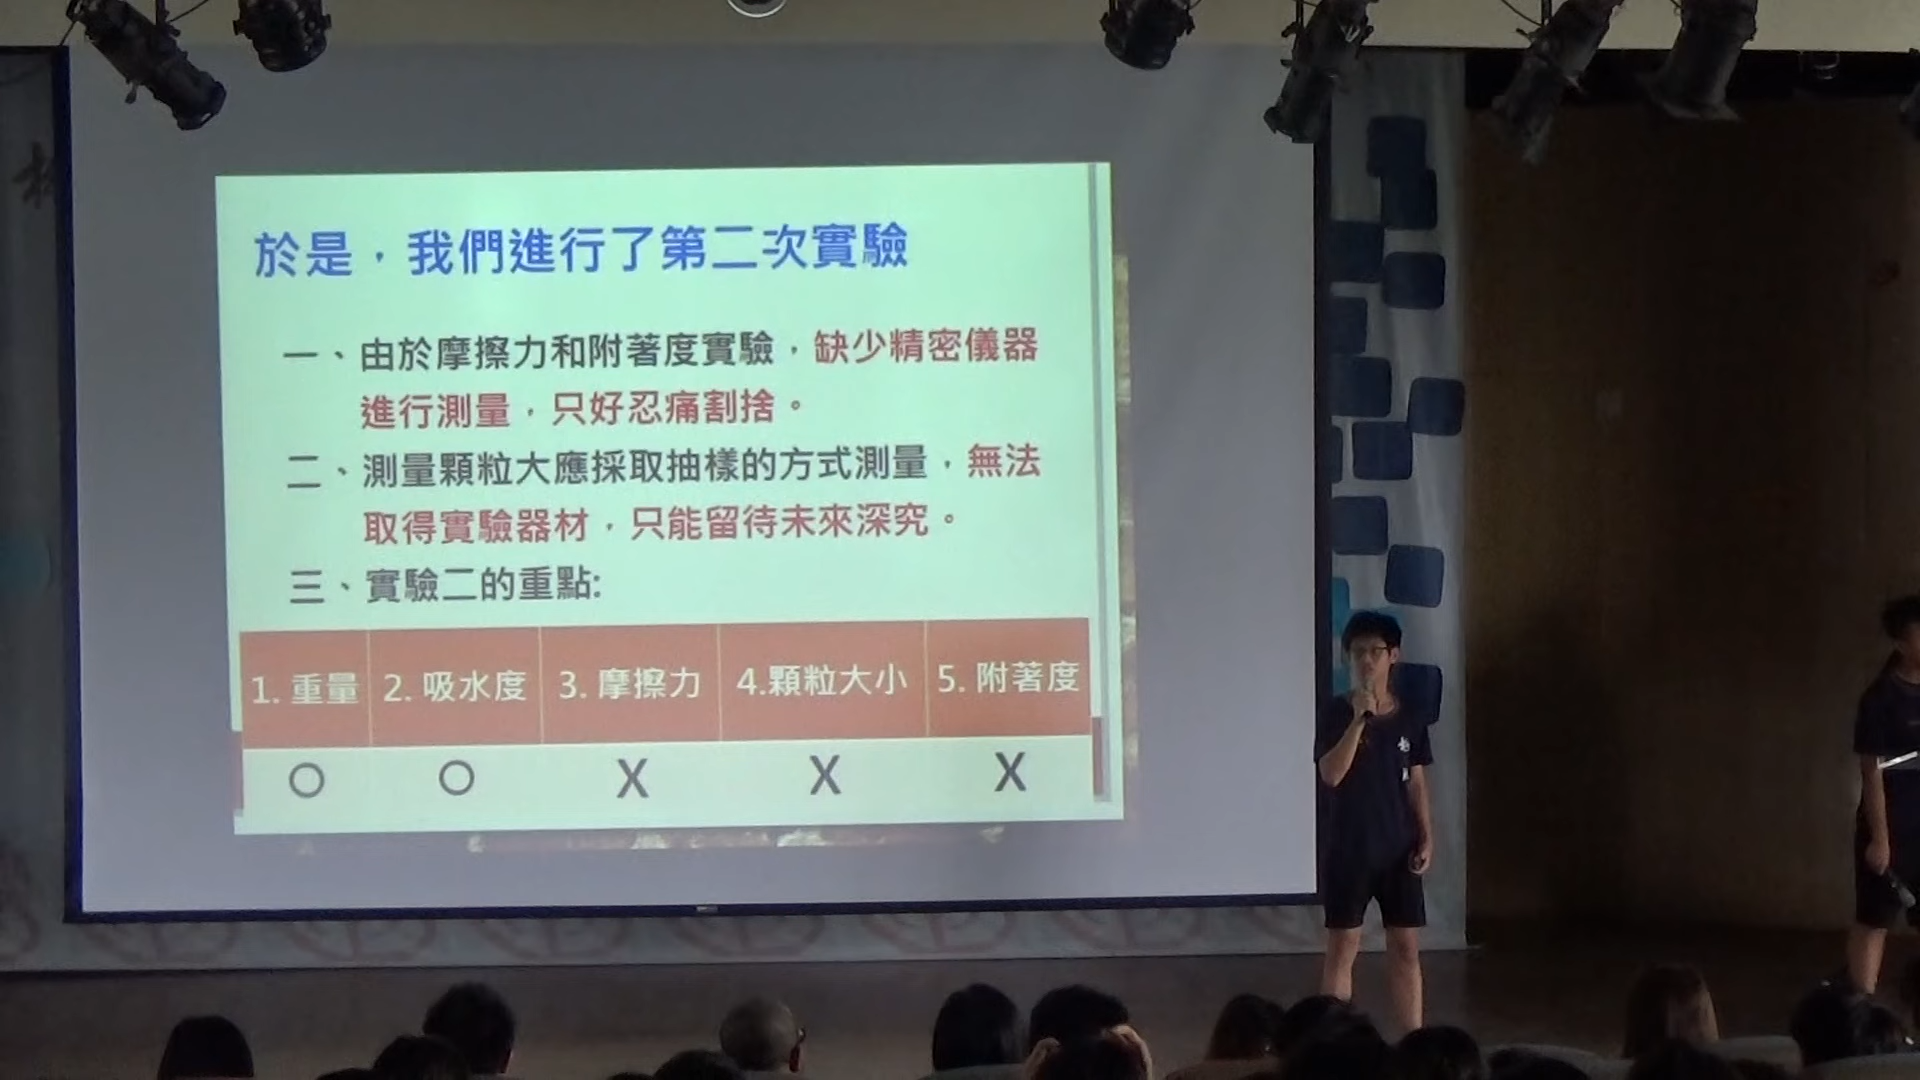 於是，我們進行了第二次實驗
一、由於摩擦力和附著度實驗，缺少精密儀器
進行測量，只好忍痛割捨。
二、測量顆粒大應採取抽樣的方式測量，無法
取得實驗器材，只能留待未來深究。
三、實驗二的重點:
1. 重量 2. 吸水度 3. 摩擦力 4.顆粒大小 5. 附著度
O O X X X